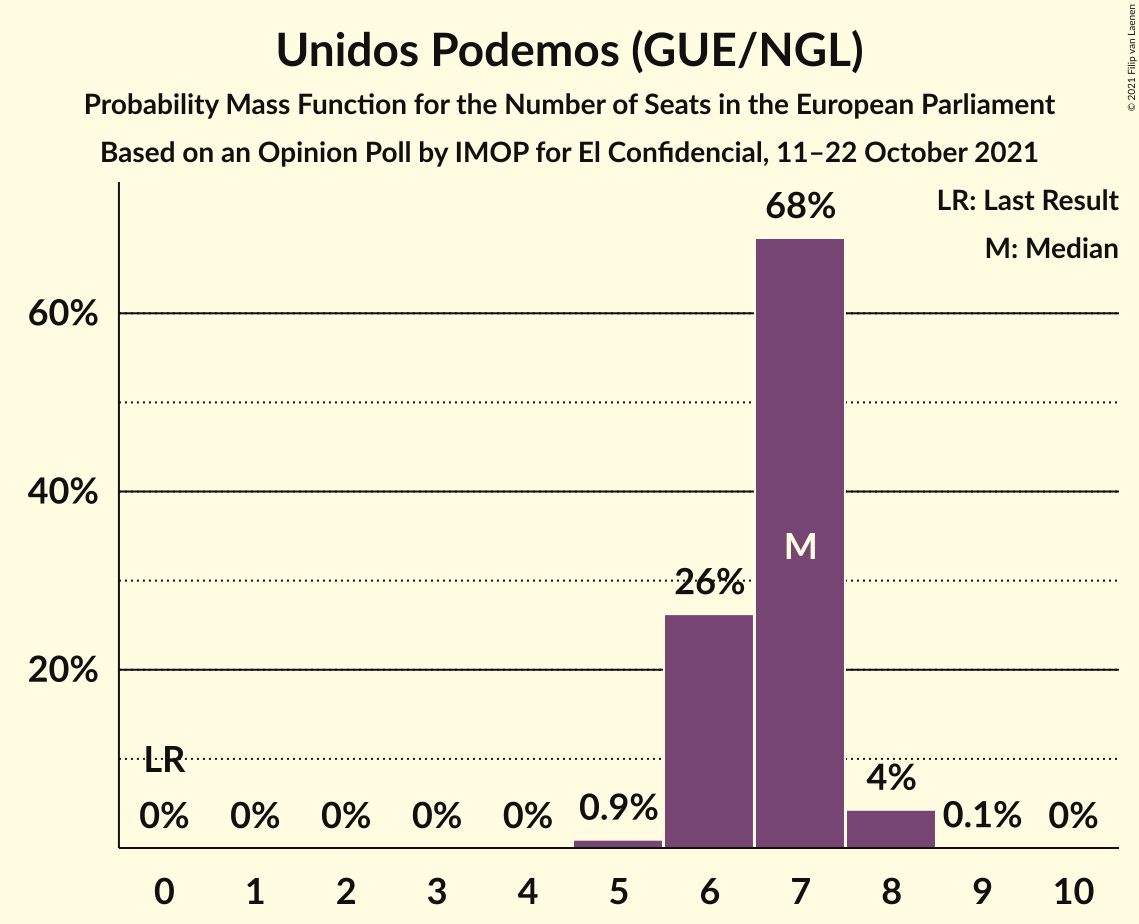 Unidos Podemos (GUE/NGL)
Probability Mass Function for the Number of Seats in the European Parliament
Based on an Opinion Poll by IMOP for El Confidencial, 11–22 October 2021
© 2021 Filip van Laenen
LR: Last Result
M: Median
68%
60%
40%
M
26%
20%
LR
4%
0% 0% 0% 0% 0% 0.9% 0.1% 0%
0 1 2 3 4 5 6 7 8 9 10